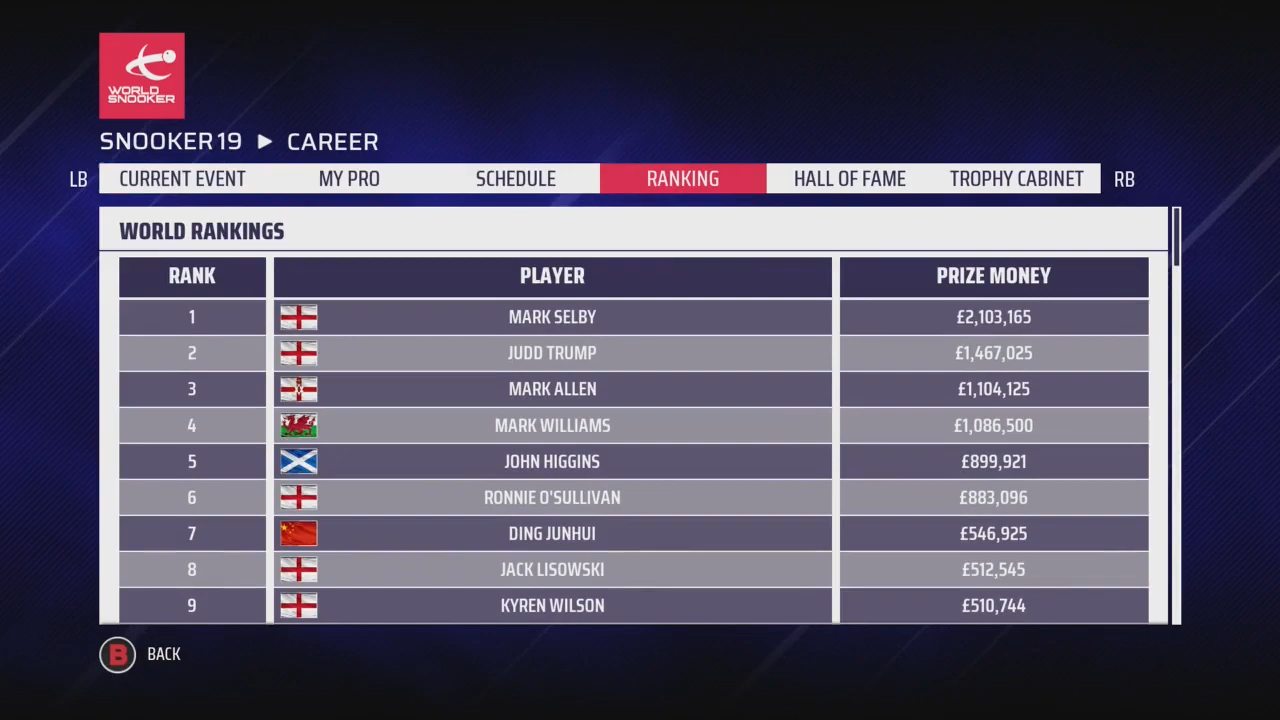 WORLD
SNOOKER
SNOOKER 19 ► CAREER
LB CURRENT EVENT MY PRO SCHEDULE RANKING HALL OF FAME TROPHY CABINET RB
WORLD RANKINGS
RANK PLAYER PRIZE MONEY
1 MARK SELBY £2,103,165
2 JUDD TRUMP £1,467,025
3 MARK ALLEN £1,104,125
4 MARK WILLIAMS £1,086,500
5 JOHN HIGGINS £899,921
6 RONNIE O'SULLIVAN £883,096
7 DING JUNHUI £546,925
8 JACK LISOWSKI £512,545
9 KYREN WILSON £510,744
B BACK